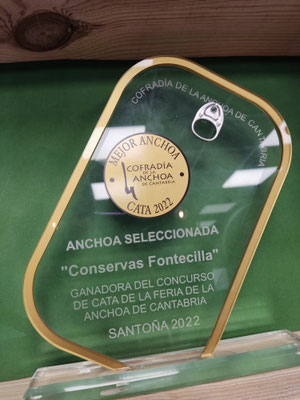 COFRADÍA DE LA ANCHOA DE CANTABRIA
MEJOR ANCHOA
COFRADÍA
DE LA
ANCHOA
DE CANTABRIA
CATA 2022
ANCHOA SELECCIONADA
"Conservas Fontecilla"
GANADORA DEL CONCURSO
DE CATA DE LA FERIA DE LA
ANCHOA DE CANTABRIA
SANTOÑA 2022